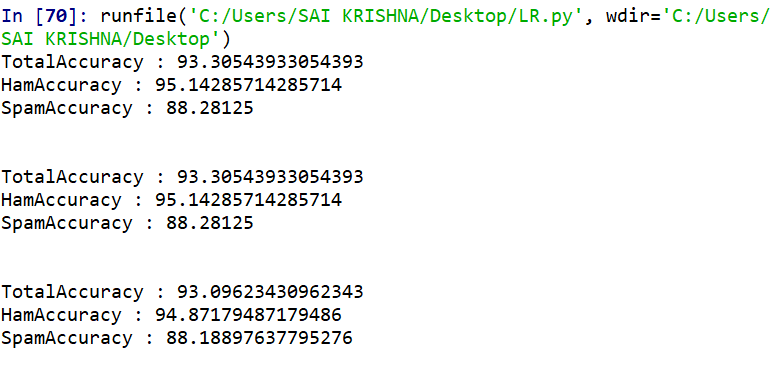 In [70]: runfile('C:/Users/SAI KRISHNA/Desktop/LR.py', wdir='C:/Users/
SAI KRISHNA/Desktop')
TotalAccuracy : 93.30543933054393
HamAccuracy : 95.14285714285714
SpamAccuracy : 88.28125
TotalAccuracy : 93.30543933054393
HamAccuracy : 95.14285714285714
SpamAccuracy : 88.28125
TotalAccuracy : 93.09623430962343
HamAccuracy : 94.87179487179486
SpamAccuracy : 88.18897637795276